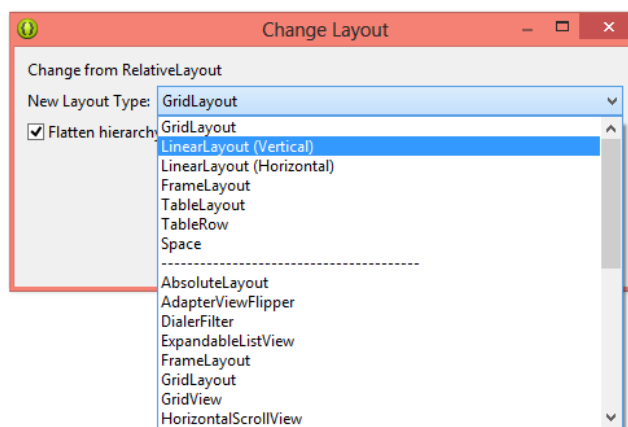 Change Layout
Change from RelativeLayout
New Layout Type: GridLayout
Flatten hierarchy
GridLayout
LinearLayout (Vertical)
LinearLayout (Horizontal)
FrameLayout
TableLayout
TableRow
Space
----------------------------------------
AbsoluteLayout
AdapterViewFlipper
DialerFilter
ExpandableListView
FrameLayout
GridLayout
GridView
HorizontalScrollView